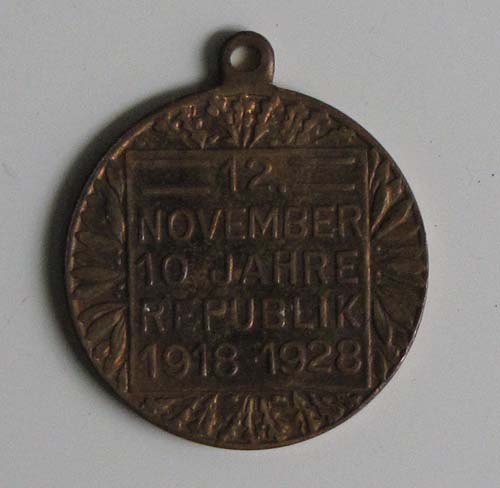 12.
NOVEMBER
10 JAHRE
REPUBLIK
1918 1928